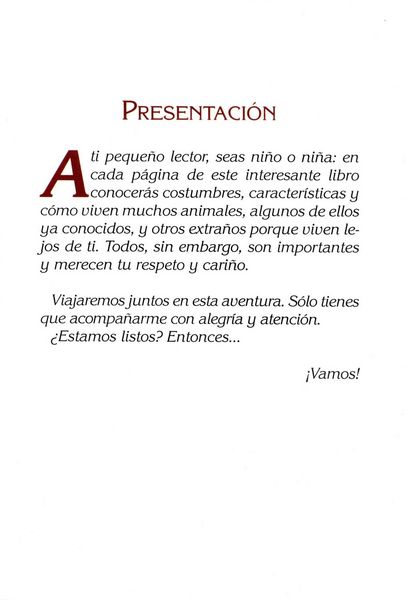 PRESENTACIÓN
A ti pequeño lector, seas niño o niña: en
cada página de este interesante libro
conocerás costumbres, características y
cómo viven muchos animales, algunos de ellos
ya conocidos, y otros extraños porque viven le-
jos de ti. Todos, sin embargo, son importantes
y merecen tu respeto y cariño.
Viajaremos juntos en esta aventura. Sólo tienes
que acompañarme con alegría y atención.
¿Estamos listos? Entonces...
¡Vamos!